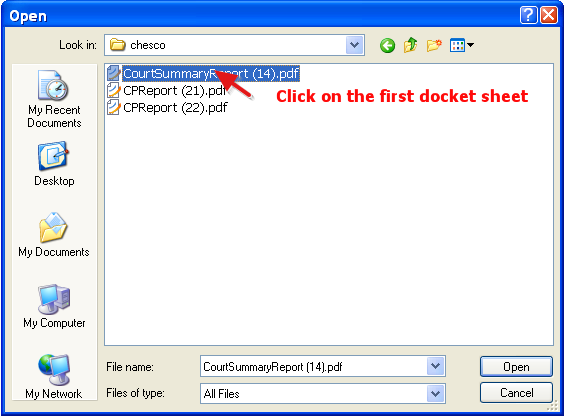 Open
Look in: chesco
CourtSummaryReport (14).pdf
CPReport (21).pdf
CPReport (22).pdf
Click on the first docket sheet
My Recent
Documents
Desktop
My Documents
My Computer
My Network
File name: CourtSummaryReport (14).pdf Open
Files of type: All Files Cancel